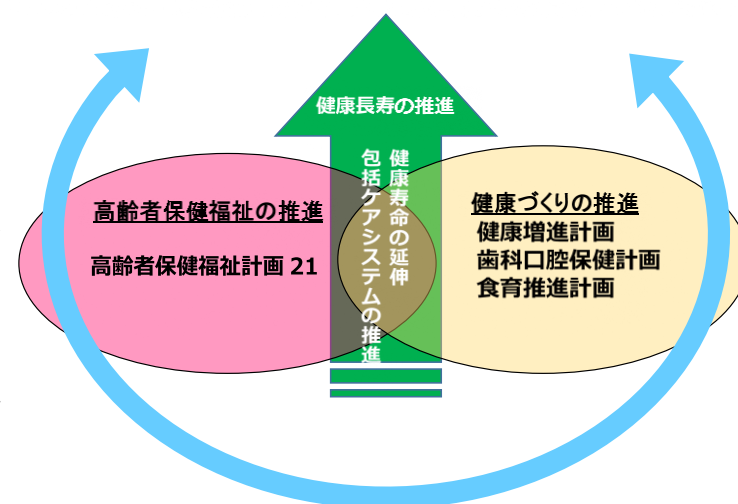 健康長寿の推進
健康寿命の延伸
包括ケアシステムの推進
高齢者保健福祉の推進
高齢者保健福祉計画 21
健康づくりの推進
健康増進計画
歯科口腔保健計画
食育推進計画